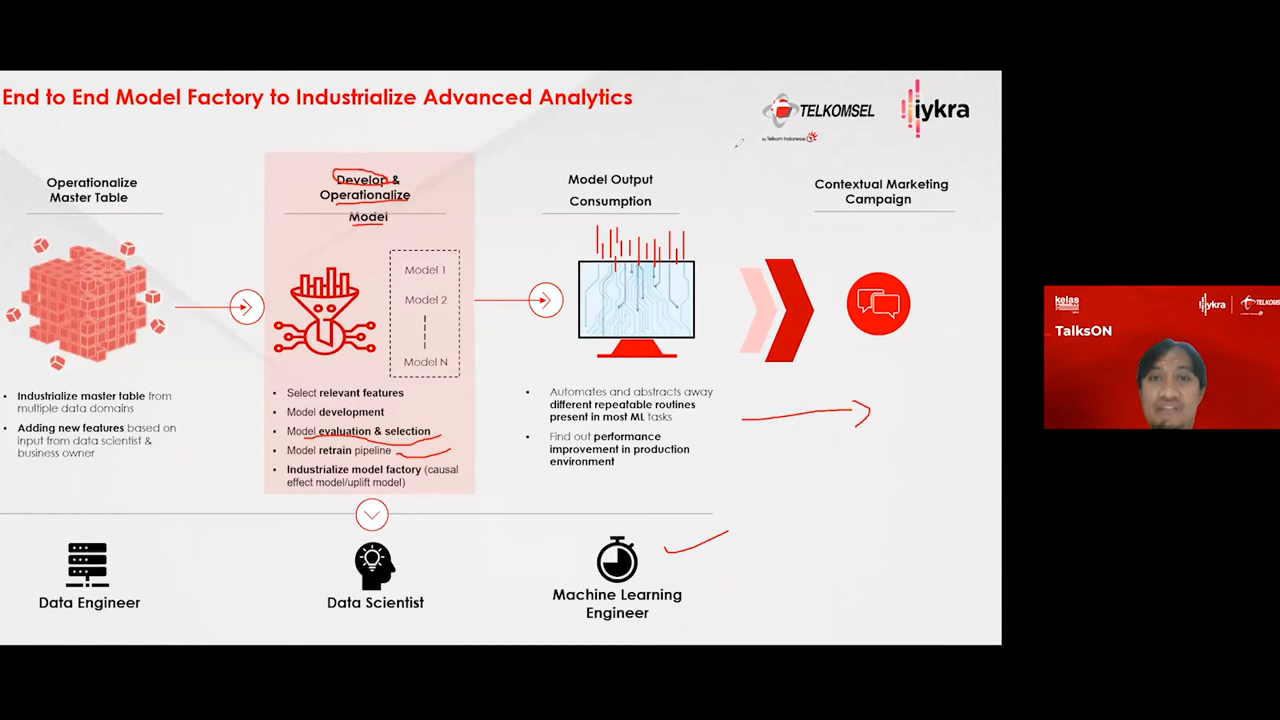 End to End Model Factory to Industrialize Advanced Analytics
TELKOMSEL
by Telkom Indonesia
iykra
Operationalize
Master Table
Develop &
Operationalize
Model
Model Output
Consumption
Contextual Marketing
Campaign
Model 1
Model 2
Model N
Industrialize master table from
multiple data domains
Adding new features based on
input from data scientist &
business owner
Select relevant features
Model development
Model evaluation & selection
Model retrain pipeline
Industrialize model factory (causal
effect model/uplift model)
Automates and abstracts away
different repeatable routines
present in most ML tasks
Find out performance
improvement in production
environment
Data Engineer
Data Scientist
Machine Learning
Engineer
kelas
iykra
TalksON